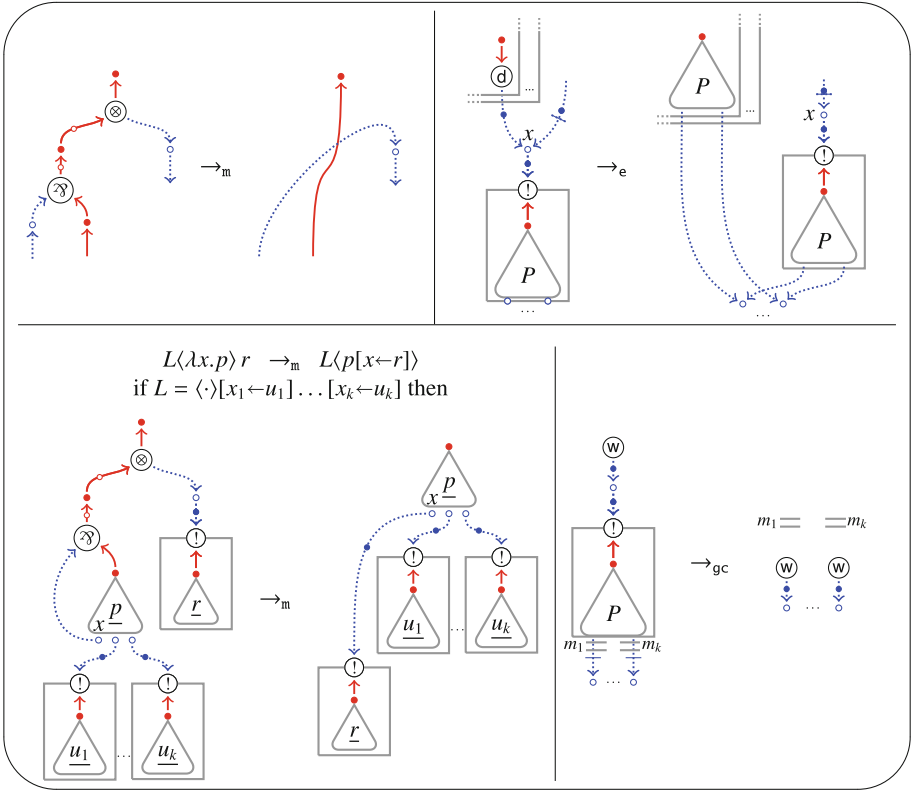 ⊗
⅋
→m
d
...
x
!
P
...
→e
P
...
x
!
P
...
L⟨λx.p⟩ r →m L⟨p[x←r]⟩
if L = ⟨·⟩[x1←u1] . . . [xk←uk] then
⊗
⅋
!
x p
r
!
!
u1
...
uk
→m
x p
!
!
u1
...
uk
!
r
w
!
P
m1
mk
...
→gc
m1
mk
w
w
...